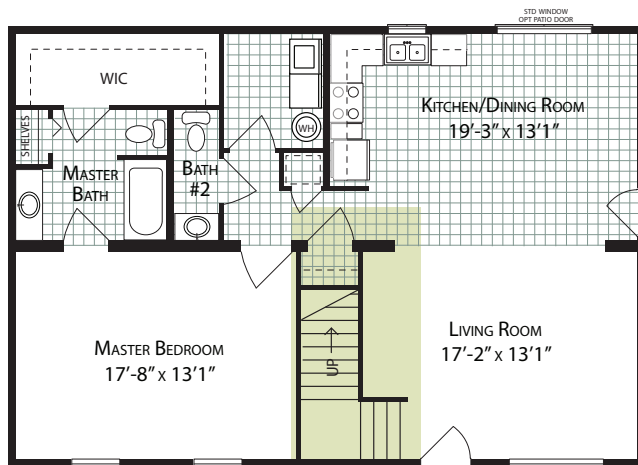 STD WINDOW
OPT PATIO DOOR
WIC
KITCHEN/DINING ROOM
19'-3" x 13'1"
WH
SHELVES
MASTER
BATH
BATH
#2
MASTER BEDROOM
17'-8" x 13'1"
UP
LIVING ROOM
17'-2" x 13'1"